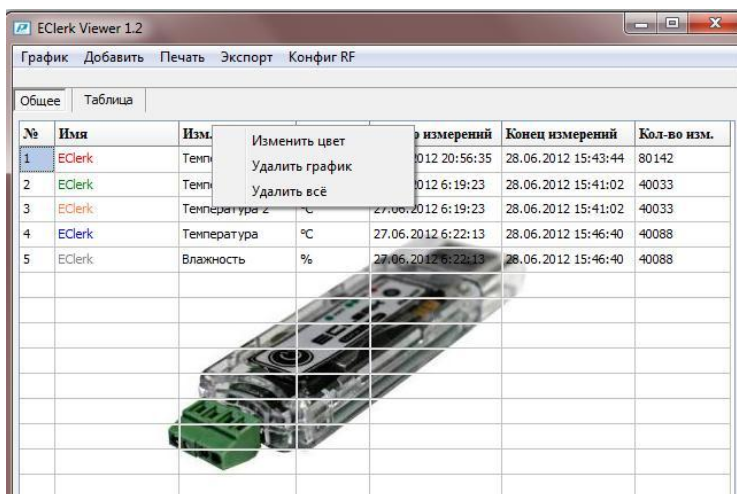 EClerk Viewer 1.2
График Добавить Печать Экспорт Конфиг RF
Общее Таблица
№ Имя Изм. измерений Конец измерений Кол-во изм.
Изменить цвет
Удалить график
Удалить всё
1 EClerk 2012 20:56:35 28.06.2012 15:43:44 80142
2 EClerk 2012 6:19:23 28.06.2012 15:41:02 40033
3 EClerk Температура 2 °C 27.06.2012 6:19:23 28.06.2012 15:41:02 40033
4 EClerk Температура °C 27.06.2012 6:22:13 28.06.2012 15:46:40 40088
5 EClerk Влажность % 27.06.2012 6:22:13 28.06.2012 15:46:40 40088
ECLERK